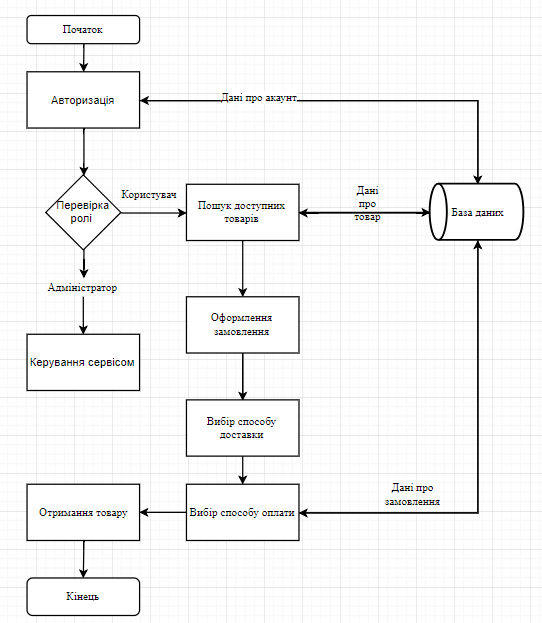 Початок
Авторизація
Дані про акаунт
Перевірка
ролі
Користувач
Пошук доступних
товарів
Дані
про
товар
База даних
Адміністратор
Оформлення
замовлення
Керування сервісом
Вибір способу
доставки
Отримання товару
Вибір способу оплати
Дані про
замовлення
Кінець